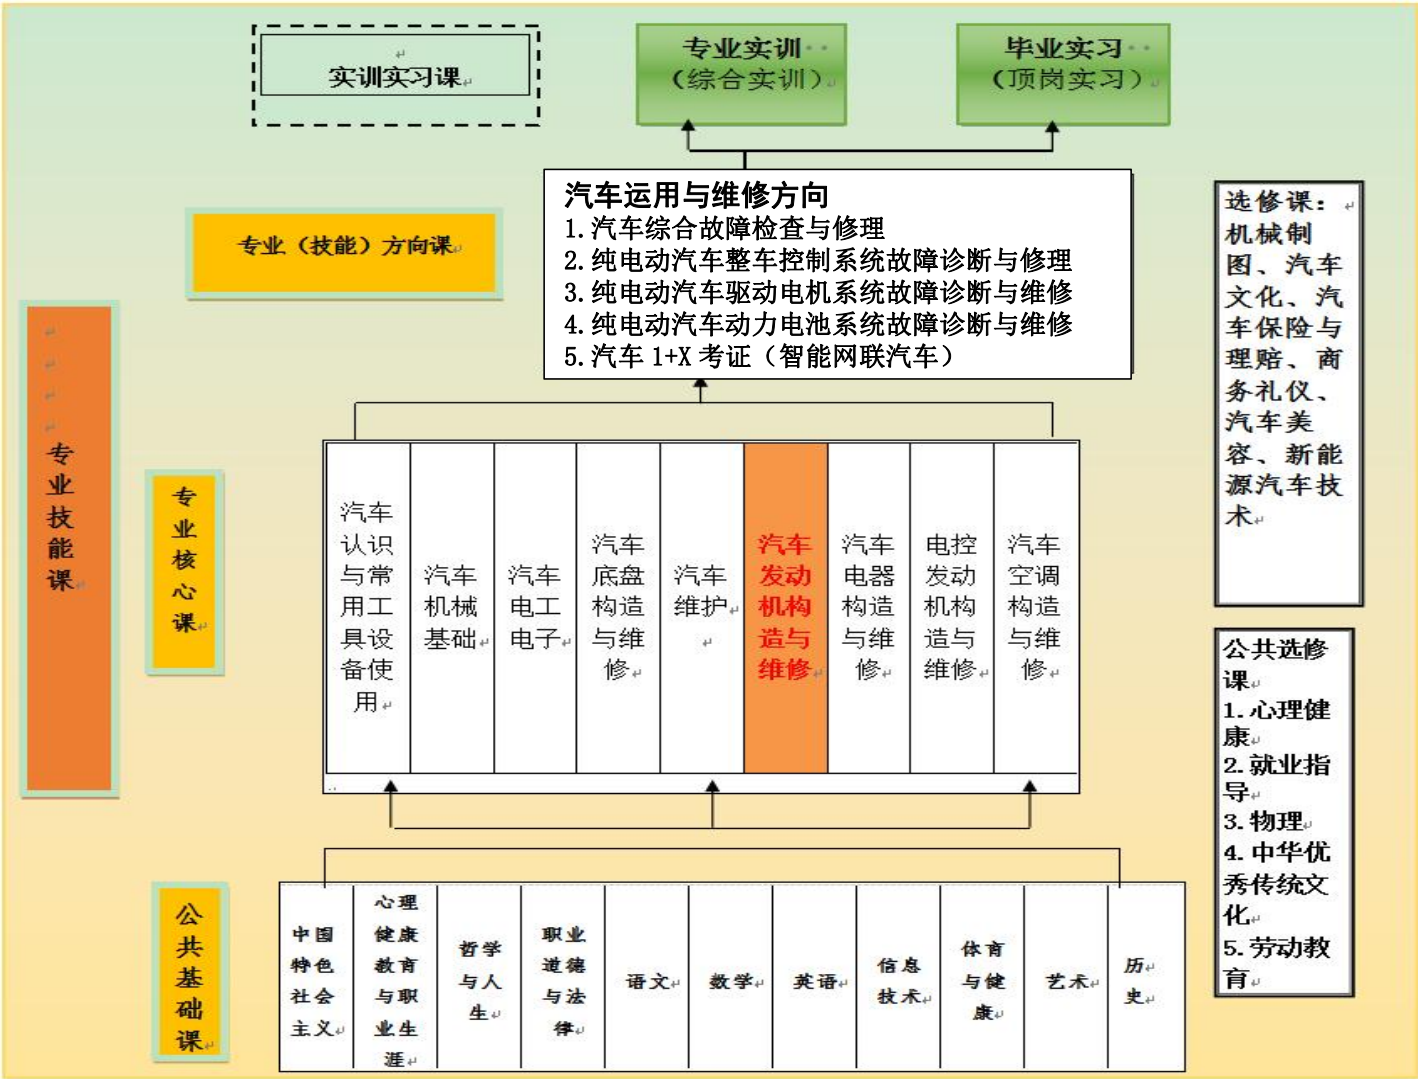 实训实习课
专业实训
（综合实训）
毕业实习
（顶岗实习）
专业（技能）方向课
汽车运用与维修方向
1.汽车综合故障检查与修理
2.纯电动汽车整车控制系统故障诊断与修理
3.纯电动汽车驱动电机系统故障诊断与维修
4.纯电动汽车动力电池系统故障诊断与维修
5.汽车1+X考证（智能网联汽车）
选修课：
机械制
图、汽车
文化、汽
车保险与
理赔、商
务礼仪、
汽车美
容、新能
源汽车技
术
专
业
技
能
课
专
业
核
心
课
汽车
认识
与常
用工
具设
备使
用
汽车
机械
基础
汽车
电工
电子
汽车
底盘
构造
与维
修
汽车
维护
汽车
发动
机构
造与
维修
汽车
电器
构造
与维
修
电控
发动
机构
造与
维修
汽车
空调
构造
与维
修
公共选修
课
1.心理健
康
2.就业指
导
3.物理
4.中华优
秀传统文
化
5.劳动教
育
公
共
基
础
课
中国
特色
社会
主义
心理
健康
教育
与职
业生
涯
哲学
与人
生
职业
道德
与法
律
语文
数学
英语
信息
技术
体育
与健
康
艺术
历
史